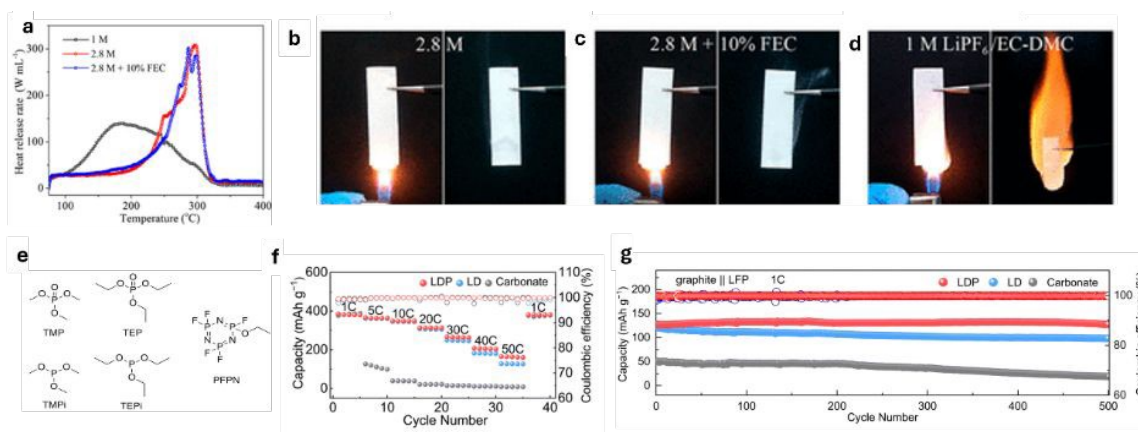 a
1 M
2.8 M
2.8 M + 10% FEC
Heat release rate (W mL⁻¹)
300
200
100
0
100 200 300 400
Temperature (°C)
b
2.8 M
c
2.8 M + 10% FEC
d
1 M LiPF₆/EC-DMC
e
TMP
TEP
TMPi
TEPi
PFPN
O
P
F
N
f
LDP LD Carbonate
Capacity (mAh g⁻¹)
600
400
200
0
1C 5C 10C 20C 30C 40C 50C 1C
110
100
90
80
70
60
Coulombic efficiency (%)
0 10 20 30 40
Cycle Number
g
graphite || LFP 1C
LDP LD Carbonate
Capacity (mAh g⁻¹)
200
150
100
50
0
100
80
60
0 100 200 300 400 500
Cycle Number